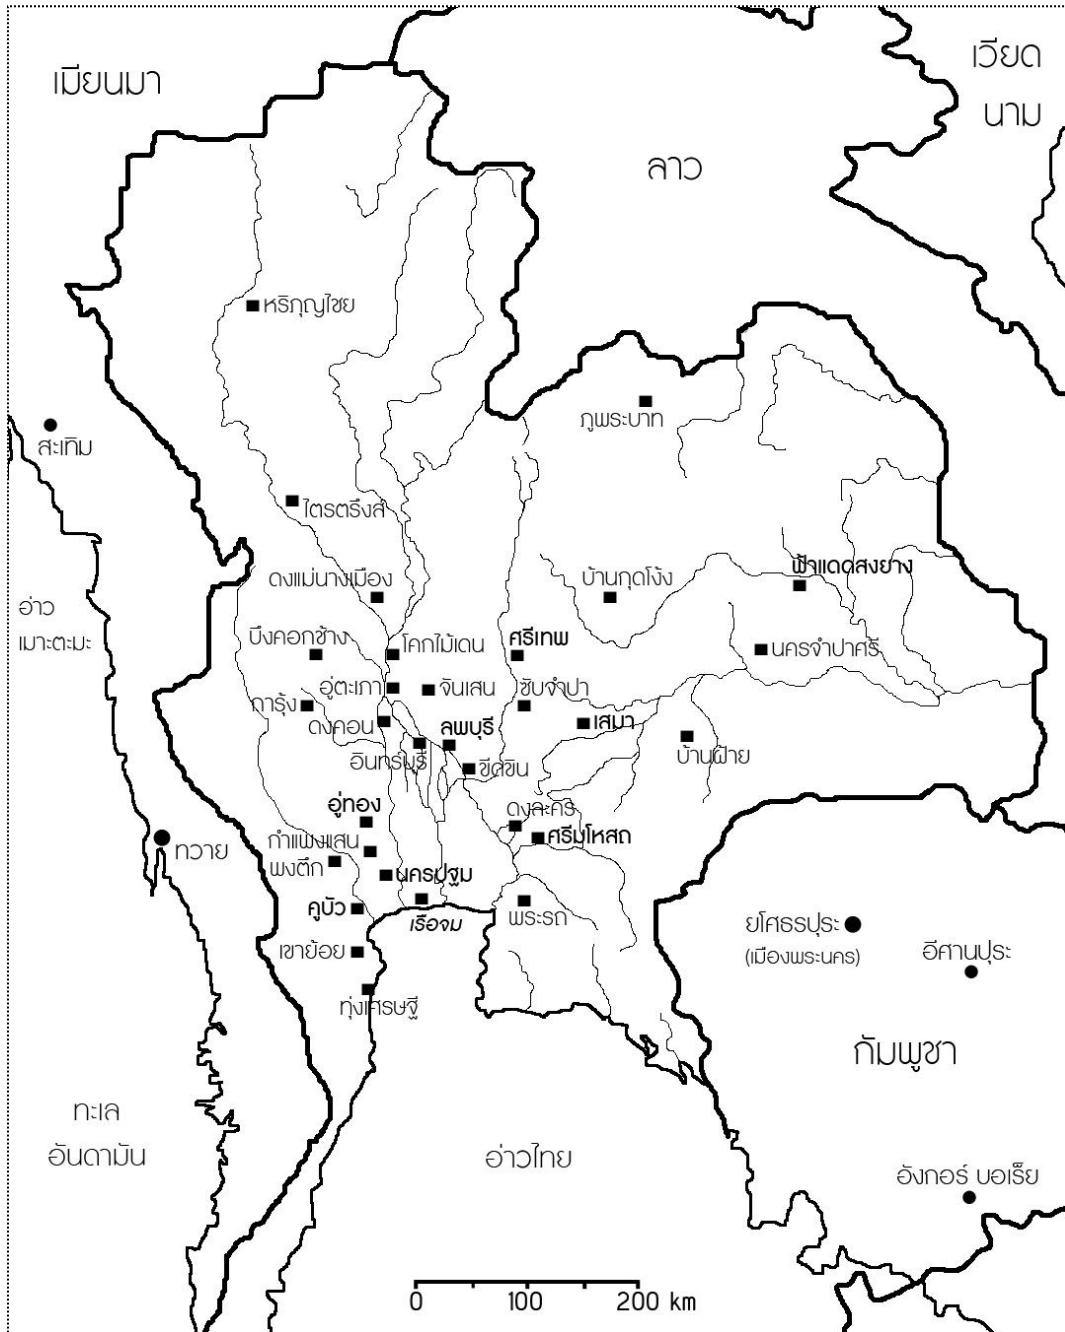 เมียนมา
เวียด
นาม
ลาว
หริภุญไชย
ภูพระบาท
สะเทิม
ไตรตรึงส์
ดงแม่นางเมือง
บ้านกุดโง้ง
ฟ้าแดดสงยาง
อ่าว
เมาะตะมะ
บึงคอกช้าง
โคกไม้เดน
ศรีเทพ
นครจำปาศรี
อู่ตะเภา
จันเสน
ซับจำปา
การุ้ง
ดงคอน
ลพบุรี
เสมา
อินทร์บุรี
ขีดขิน
บ้านฝ้าย
อู่ทอง
ดงละคร
กำแพงแสน
ศรีมโหสถ
ทวาย
พงตึก
นครปฐม
คูบัว
เรือจม
พระรถ
ยโศธรปุระ
(เมืองพระนคร)
อีศานปุระ
เขาย้อย
ทุ่งเศรษฐี
กัมพูชา
ทะเล
อันดามัน
อ่าวไทย
อังกอร์ บอเร็ย
0 100 200 km